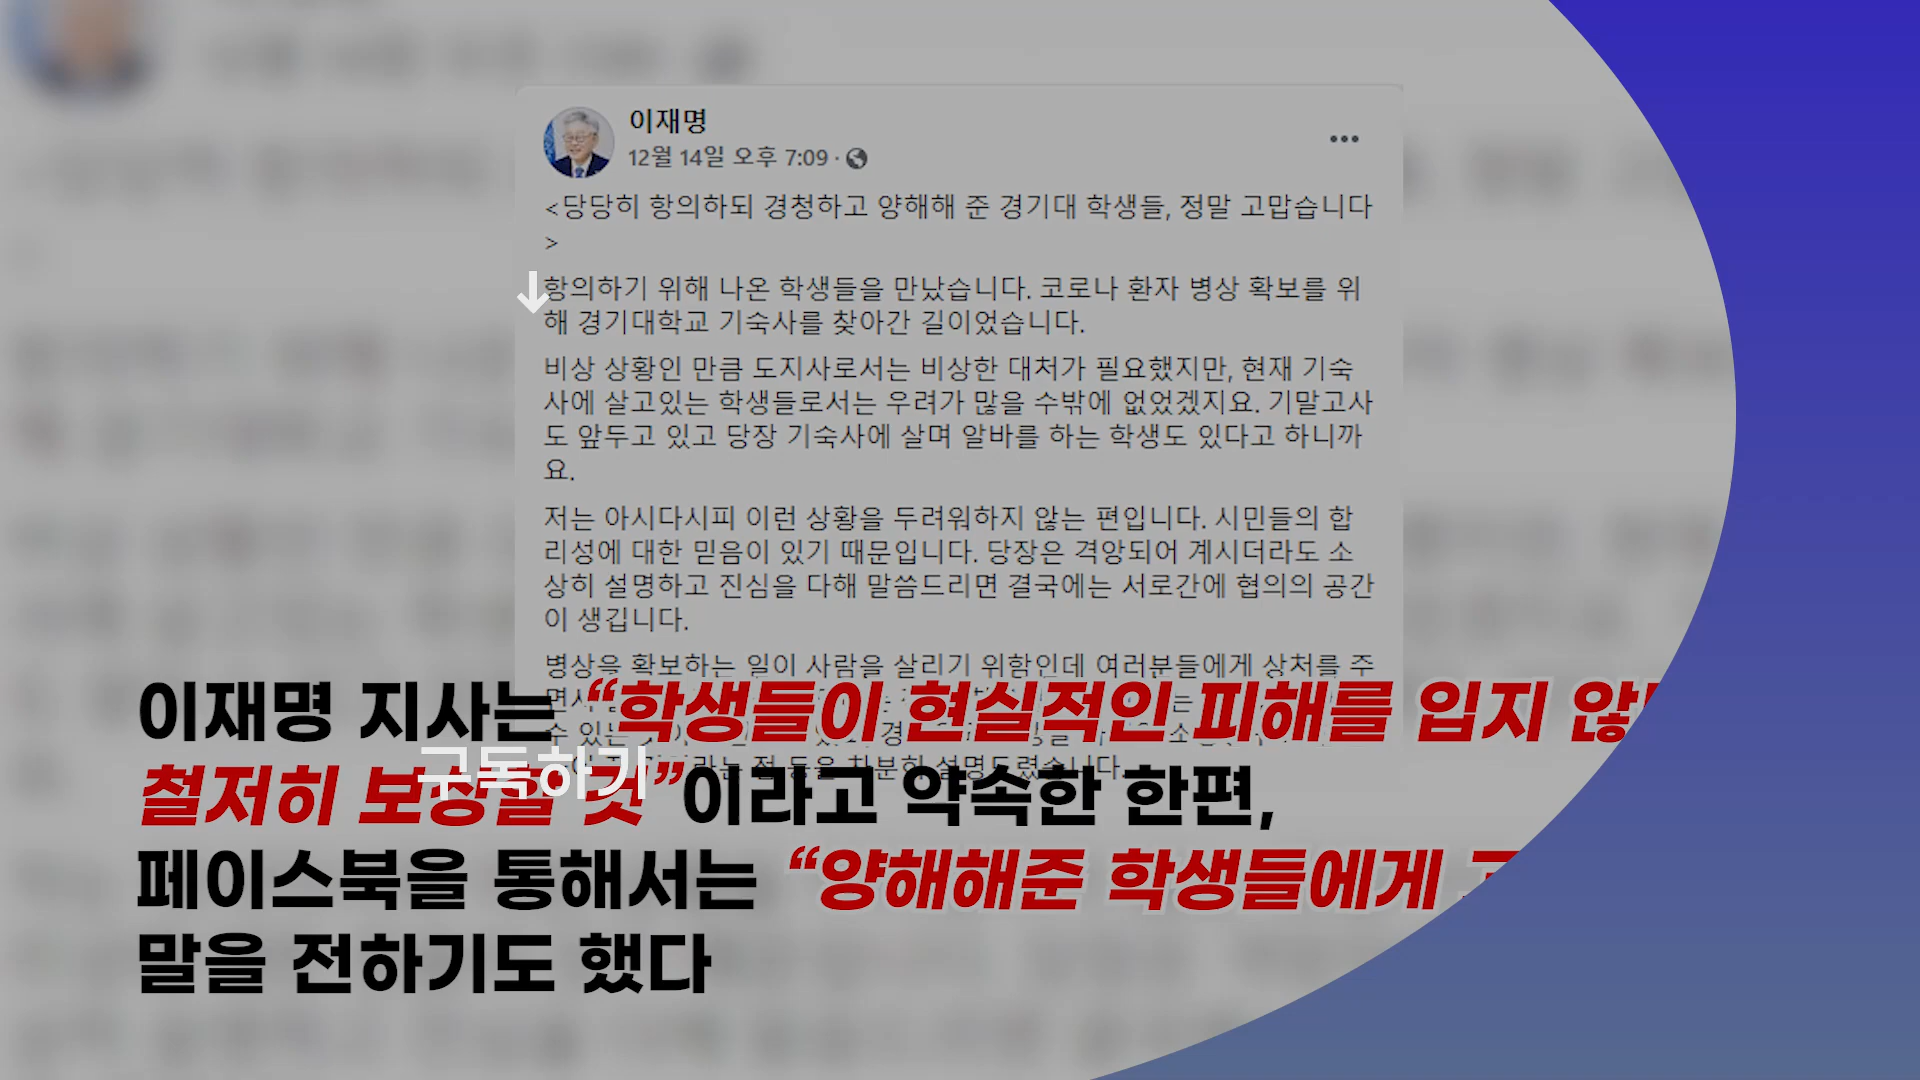 이재명
12월 14일 오후 7:09 ·
<당당히 항의하되 경청하고 양해해 준 경기대 학생들, 정말 고맙습니다
>
항의하기 위해 나온 학생들을 만났습니다. 코로나 환자 병상 확보를 위
해 경기대학교 기숙사를 찾아간 길이었습니다.
비상 상황인 만큼 도지사로서는 비상한 대처가 필요했지만, 현재 기숙
사에 살고있는 학생들로서는 우려가 많을 수밖에 없었겠지요. 기말고사
도 앞두고 있고 당장 기숙사에 살며 알바를 하는 학생도 있다고 하니까
요.
저는 아시다시피 이런 상황을 두려워하지 않는 편입니다. 시민들의 합
리성에 대한 믿음이 있기 때문입니다. 당장은 격앙되어 계시더라도 소
상히 설명하고 진심을 다해 말씀드리면 결국에는 서로간에 협의의 공간
이 생깁니다.
병상을 확보하는 일이 사람을 살리기 위함인데 여러분들에게 상처를 주
수 있는
점 등을 차분히 설명드렸습니다.
이재명 지사는 “학생들이 현실적인 피해를 입지
철저히 보상할 것”이라고 약속한 한편,
구독하기
페이스북을 통해서는 “양해해준 학생들에게
말을 전하기도 했다